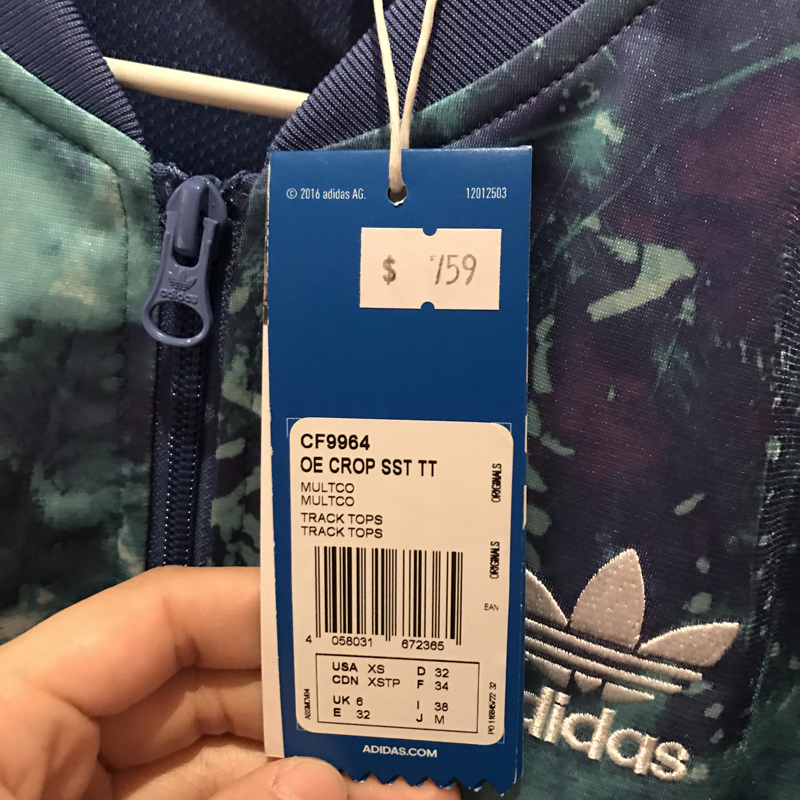 © 2016 adidas AG. 12012503
$ 759
adidas
CF9964
OE CROP SST TT
MULTCO
MULTCO
TRACK TOPS
TRACK TOPS
ORIGINALS
ORIGINALS
EAN
4 058031 672365
USA XS D 32
CDN XSTP F 34
UK 6 I 38
E 32 J M
ADIDAS.COM
adidas